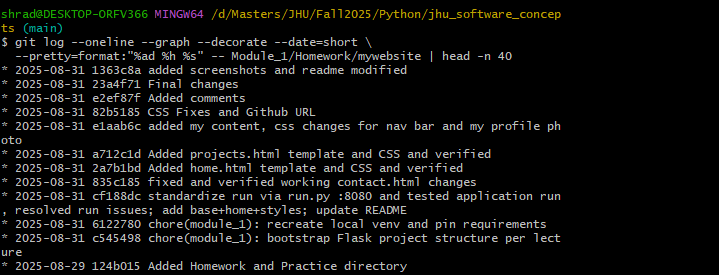 shrad@DESKTOP-ORFV366 MINGW64 /d/Masters/JHU/Fall2025/Python/jhu_software_concep
ts (main)
$ git log --oneline --graph --decorate --date=short \
  --pretty=format:"%ad %h %s" -- Module_1/Homework/mywebsite | head -n 40
* 2025-08-31 1363c8a added screenshots and readme modified
* 2025-08-31 23a4f71 Final changes
* 2025-08-31 e2ef87f Added comments
* 2025-08-31 82b5185 CSS Fixes and Github URL
* 2025-08-31 e1aab6c added my content, css changes for nav bar and my profile ph
oto
* 2025-08-31 a712c1d Added projects.html template and CSS and verified
* 2025-08-31 2a7b1bd Added home.html template and CSS and verified
* 2025-08-31 835c185 fixed and verified working contact.html changes
* 2025-08-31 cf188dc standardize run via run.py :8080 and tested application run
, resolved run issues; add base+home+styles; update README
* 2025-08-31 6122780 chore(module_1): recreate local venv and pin requirements
* 2025-08-31 c545498 chore(module_1): bootstrap Flask project structure per lect
ure
* 2025-08-29 124b015 Added Homework and Practice directory